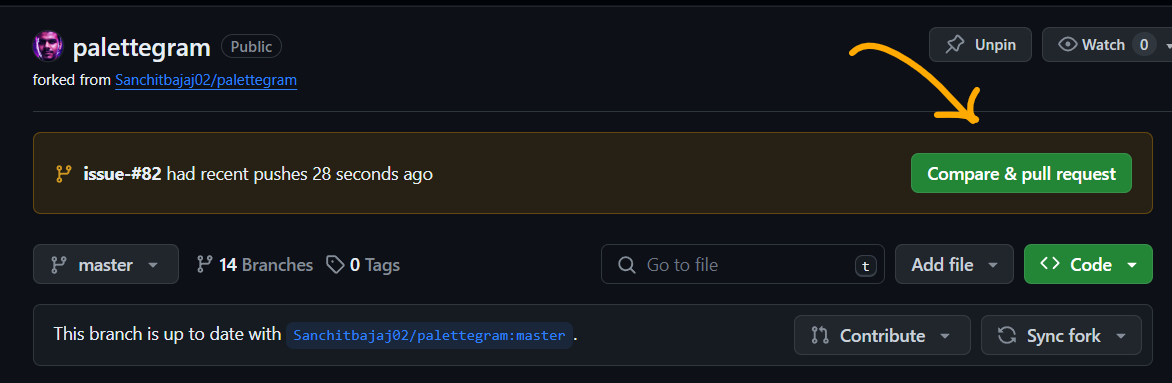 palettegram Public Unpin Watch 0
forked from Sanchitbajaj02/palettegram
issue-#82 had recent pushes 28 seconds ago Compare & pull request
master 14 Branches 0 Tags Go to file t Add file <> Code
This branch is up to date with Sanchitbajaj02/palettegram:master. Contribute Sync fork